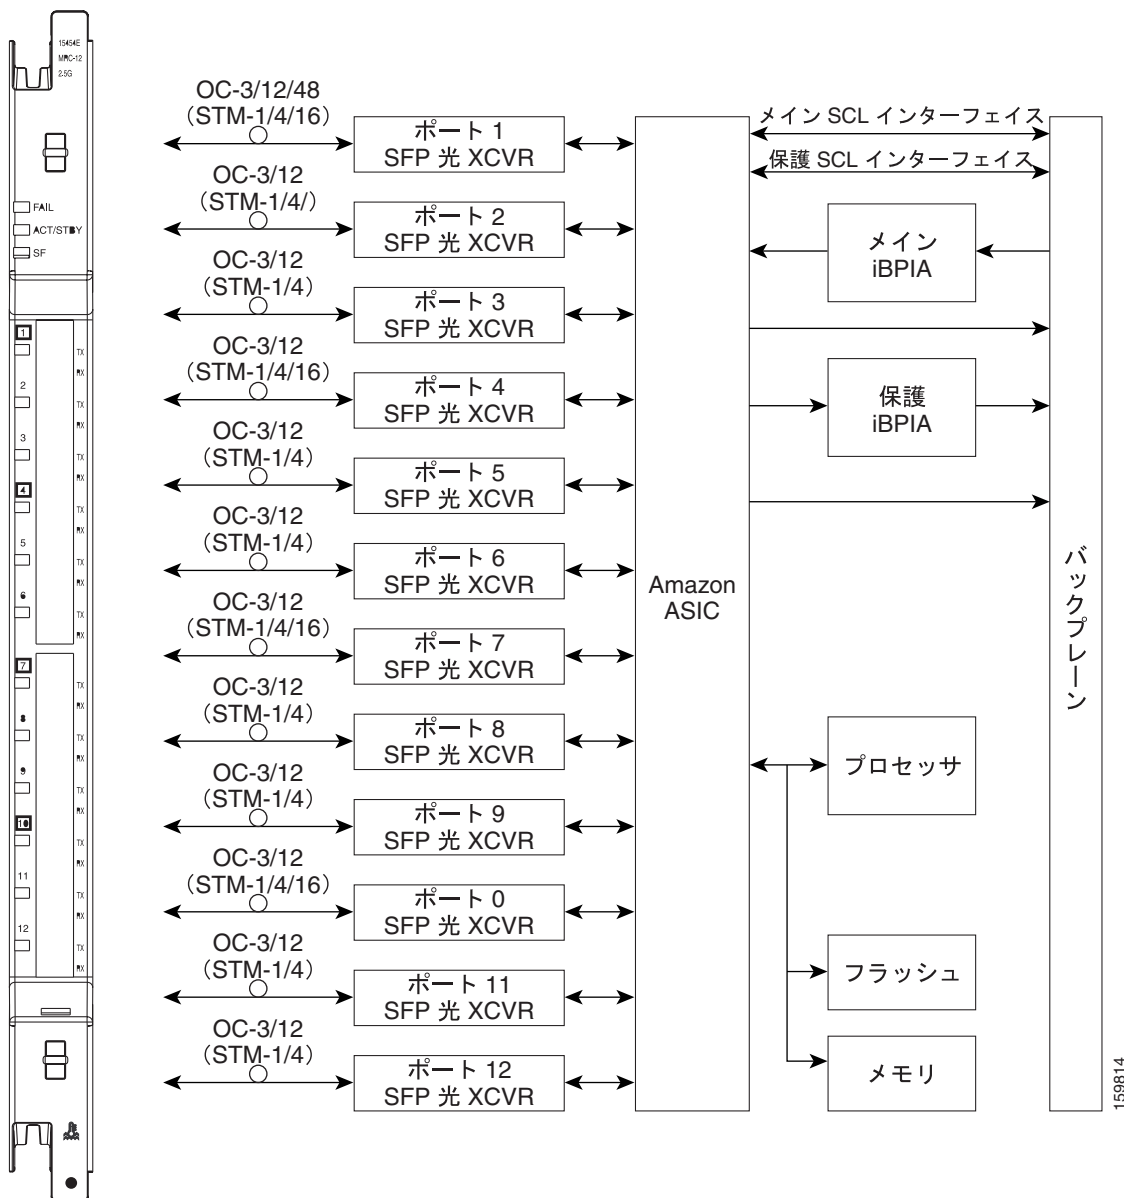 15454E
MRC-12
2.5G
FAIL
ACT/STBY
SF
1
TX
RX
2
TX
RX
3
TX
RX
4
TX
RX
5
TX
RX
6
TX
RX
7
TX
RX
8
TX
RX
9
TX
RX
10
TX
RX
11
TX
RX
12
TX
RX
OC-3/12/48
（STM-1/4/16）
ポート 1
SFP 光 XCVR
OC-3/12
（STM-1/4/）
ポート 2
SFP 光 XCVR
OC-3/12
（STM-1/4）
ポート 3
SFP 光 XCVR
OC-3/12
（STM-1/4/16）
ポート 4
SFP 光 XCVR
OC-3/12
（STM-1/4）
ポート 5
SFP 光 XCVR
OC-3/12
（STM-1/4）
ポート 6
SFP 光 XCVR
OC-3/12
（STM-1/4/16）
ポート 7
SFP 光 XCVR
OC-3/12
（STM-1/4）
ポート 8
SFP 光 XCVR
OC-3/12
（STM-1/4）
ポート 9
SFP 光 XCVR
OC-3/12
（STM-1/4/16）
ポート 0
SFP 光 XCVR
OC-3/12
（STM-1/4）
ポート 11
SFP 光 XCVR
OC-3/12
（STM-1/4）
ポート 12
SFP 光 XCVR
Amazon
ASIC
メイン SCL インターフェイス
保護 SCL インターフェイス
メイン
iBPIA
保護
iBPIA
プロセッサ
フラッシュ
メモリ
バックプレーン
159814